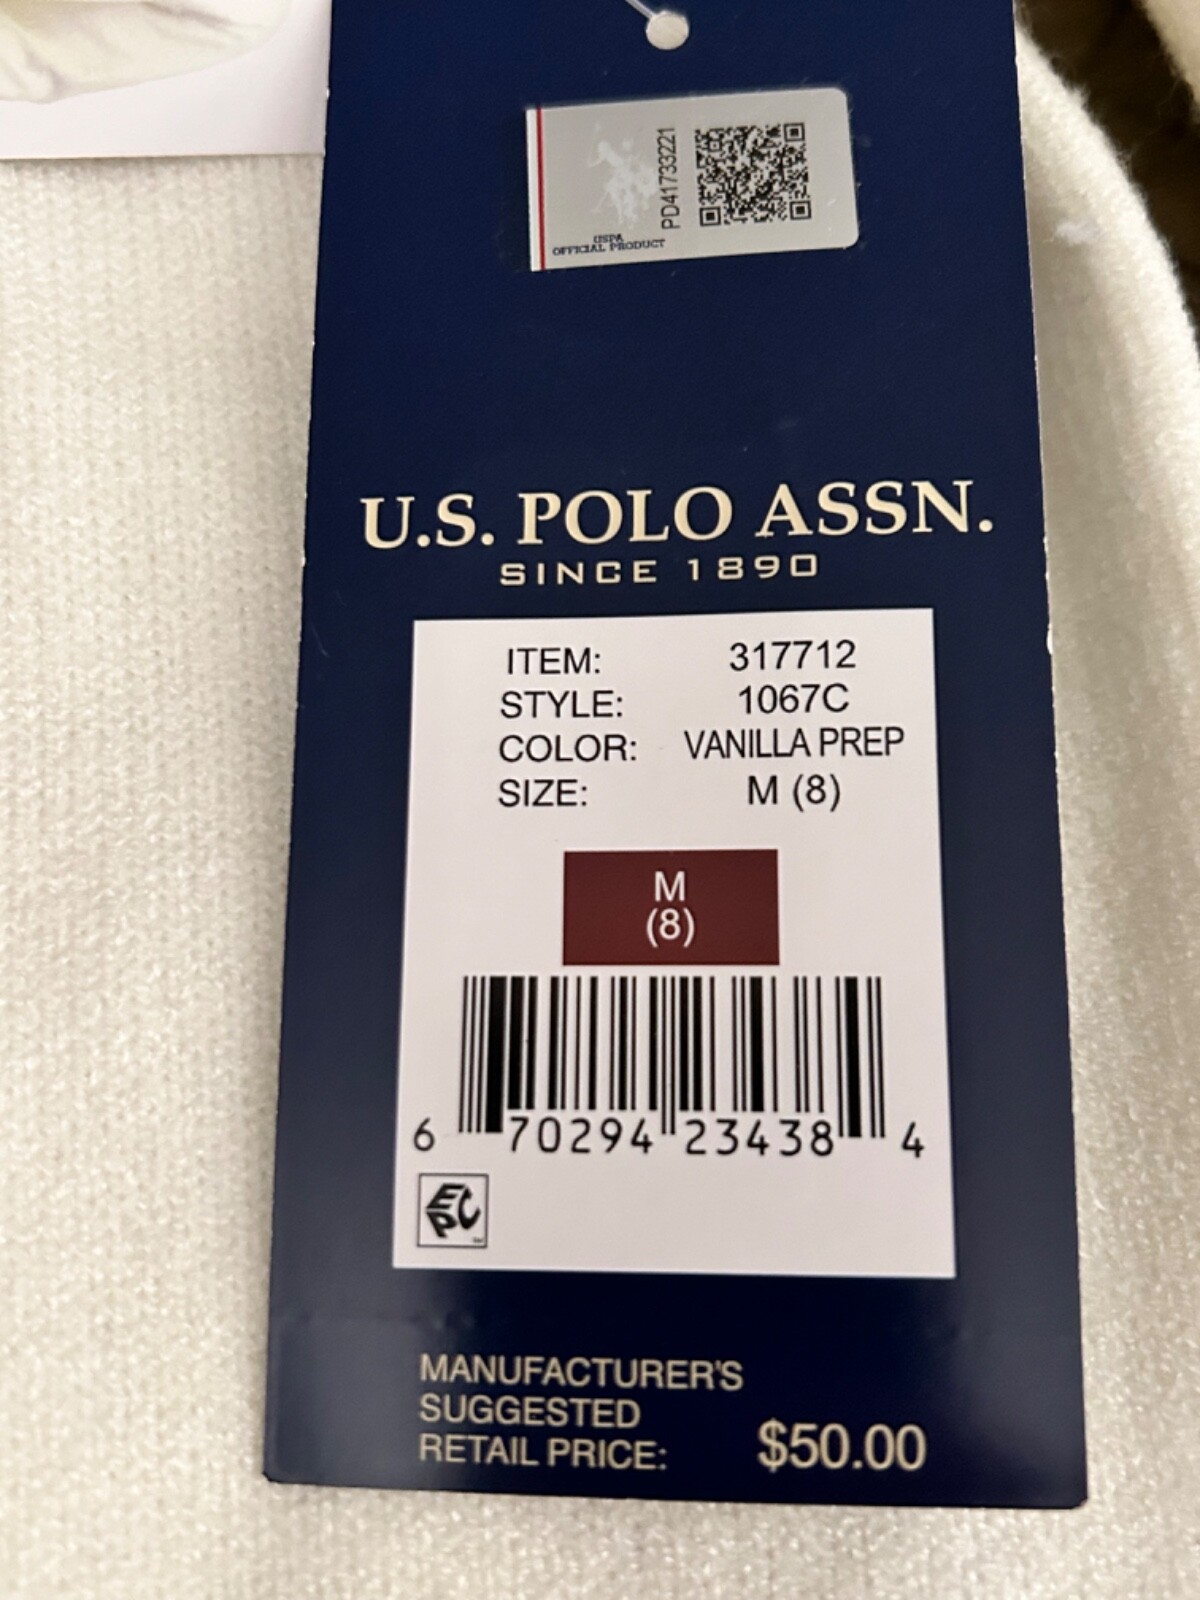 PD41733221
USPA
OFFICIAL PRODUCT
U.S. POLO ASSN.
SINCE 1890
ITEM: 317712
STYLE: 1067C
COLOR: VANILLA PREP
SIZE: M (8)
M
(8)
6 70294 23438 4
EPC
MANUFACTURER'S
SUGGESTED
RETAIL PRICE: $50.00